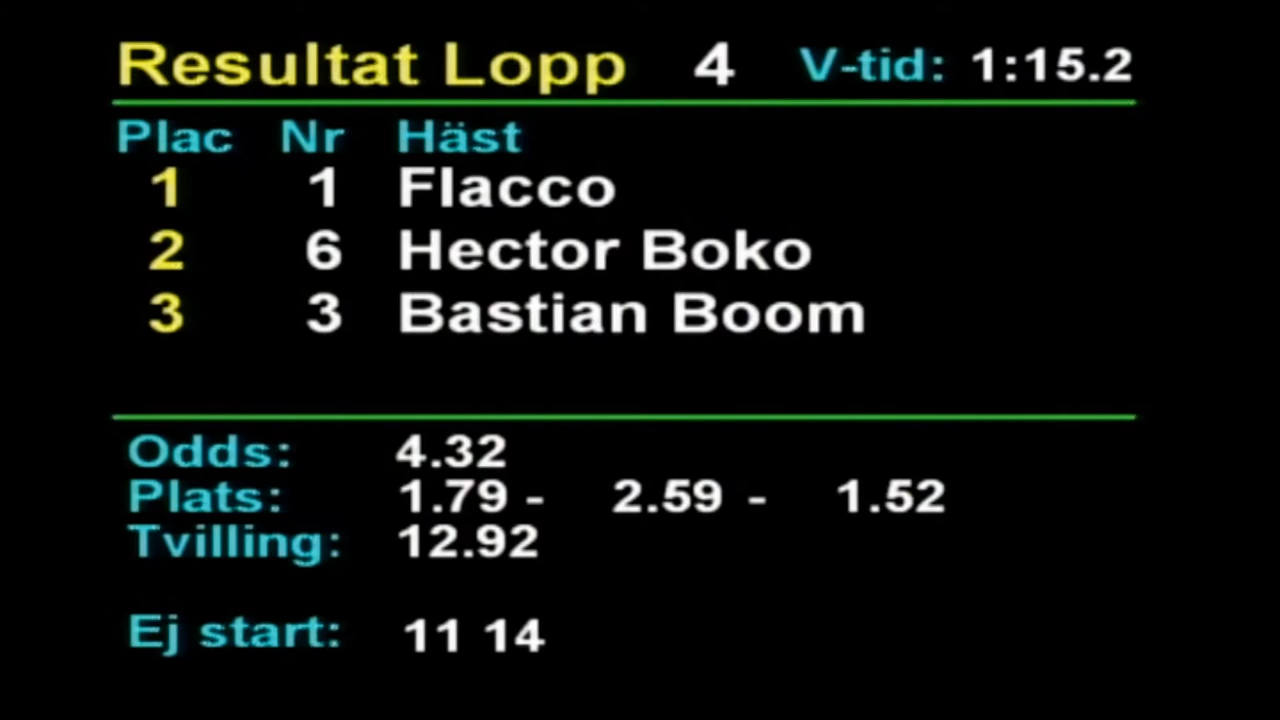 Resultat Lopp 4 V-tid: 1:15.2
Plac Nr Häst
1 1 Flacco
2 6 Hector Boko
3 3 Bastian Boom
Odds: 4.32
Plats: 1.79 - 2.59 - 1.52
Tvilling: 12.92
Ej start: 11 14